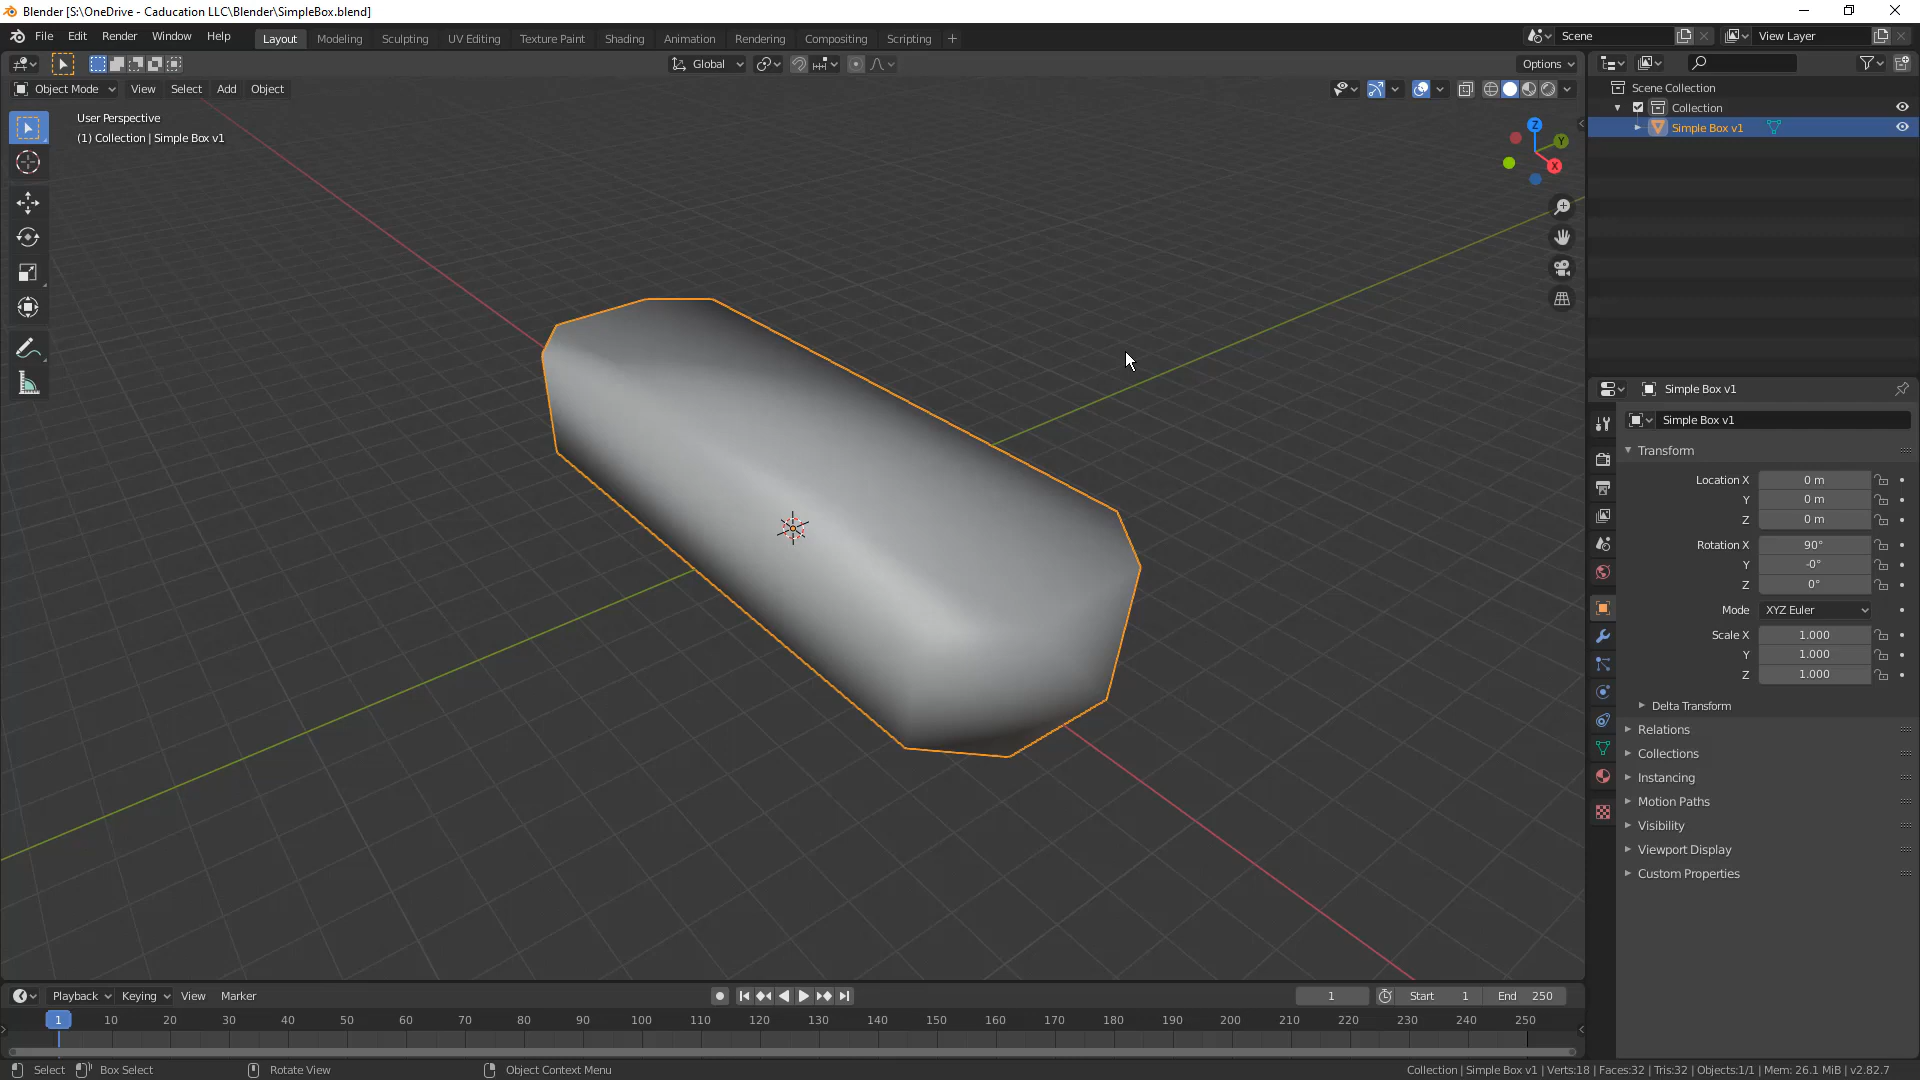 Blender [S:\OneDrive - Caducation LLC\Blender\SimpleBox.blend]
File Edit Render Window Help Layout Modeling Sculpting UV Editing Texture Paint Shading Animation Rendering Compositing Scripting + Scene View Layer
Global Options
Object Mode View Select Add Object
User Perspective
(1) Collection | Simple Box v1
Z
Y
X
Scene Collection
Collection
Simple Box v1
Simple Box v1
Simple Box v1
Transform
Location X 0 m
Y 0 m
Z 0 m
Rotation X 90°
Y -0°
Z 0°
Mode XYZ Euler
Scale X 1.000
Y 1.000
Z 1.000
Delta Transform
Relations
Collections
Instancing
Motion Paths
Visibility
Viewport Display
Custom Properties
Playback Keying View Marker 1 Start 1 End 250
1 10 20 30 40 50 60 70 80 90 100 110 120 130 140 150 160 170 180 190 200 210 220 230 240 250
Select Box Select Rotate View Object Context Menu Collection | Simple Box v1 | Verts:18 | Faces:32 | Tris:32 | Objects:1/1 | Mem: 26.1 MiB | v2.82.7